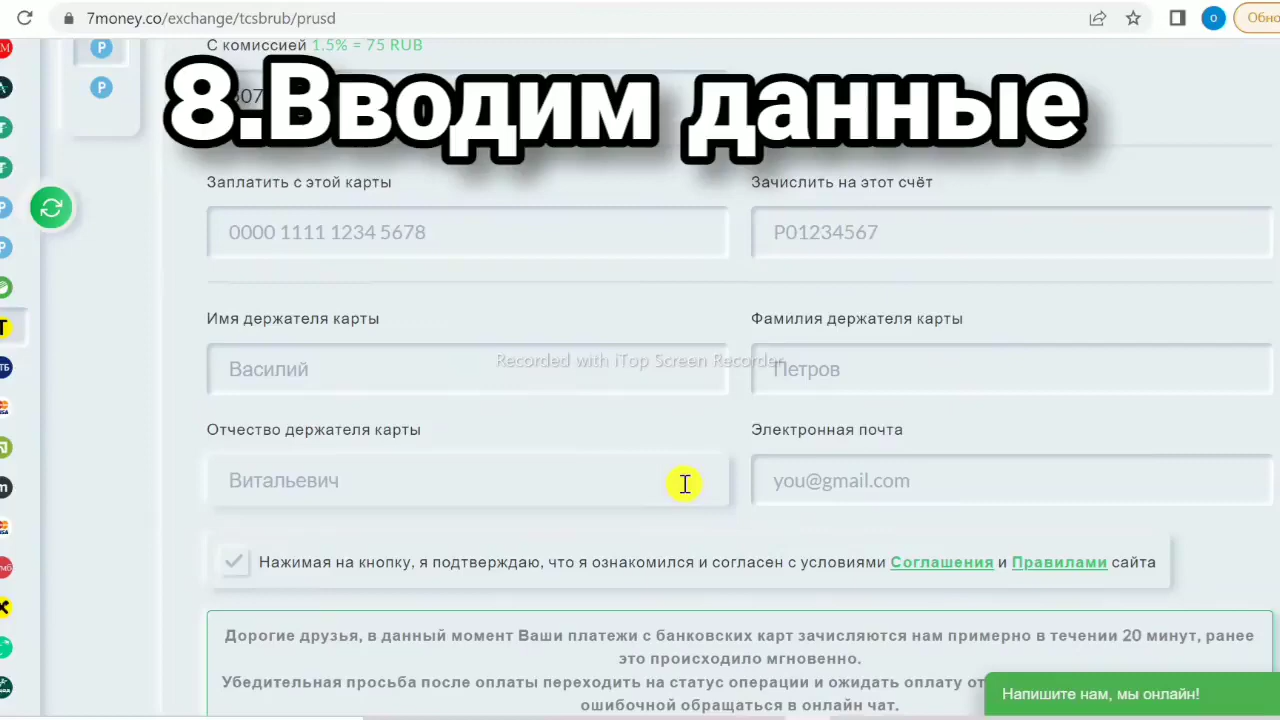 7money.co/exchange/tcsbrub/prusd
С комиссией 1.5% = 75 RUB
8.Вводим данные
Заплатить с этой карты
Зачислить на этот счёт
0000 1111 1234 5678
P01234567
Имя держателя карты
Фамилия держателя карты
Василий
Recorded with iTop Screen Recorder
Петров
Отчество держателя карты
Электронная почта
Витальевич
you@gmail.com
Нажимая на кнопку, я подтверждаю, что я ознакомился и согласен с условиями Соглашения и Правилами сайта
Дорогие друзья, в данный момент Ваши платежи с банковских карт зачисляются нам примерно в течении 20 минут, ранее
это происходило мгновенно.
Убедительная просьба после оплаты переходить на статус операции и ожидать оплату
ошибочной обращаться в онлайн чат.
Напишите нам, мы онлайн!